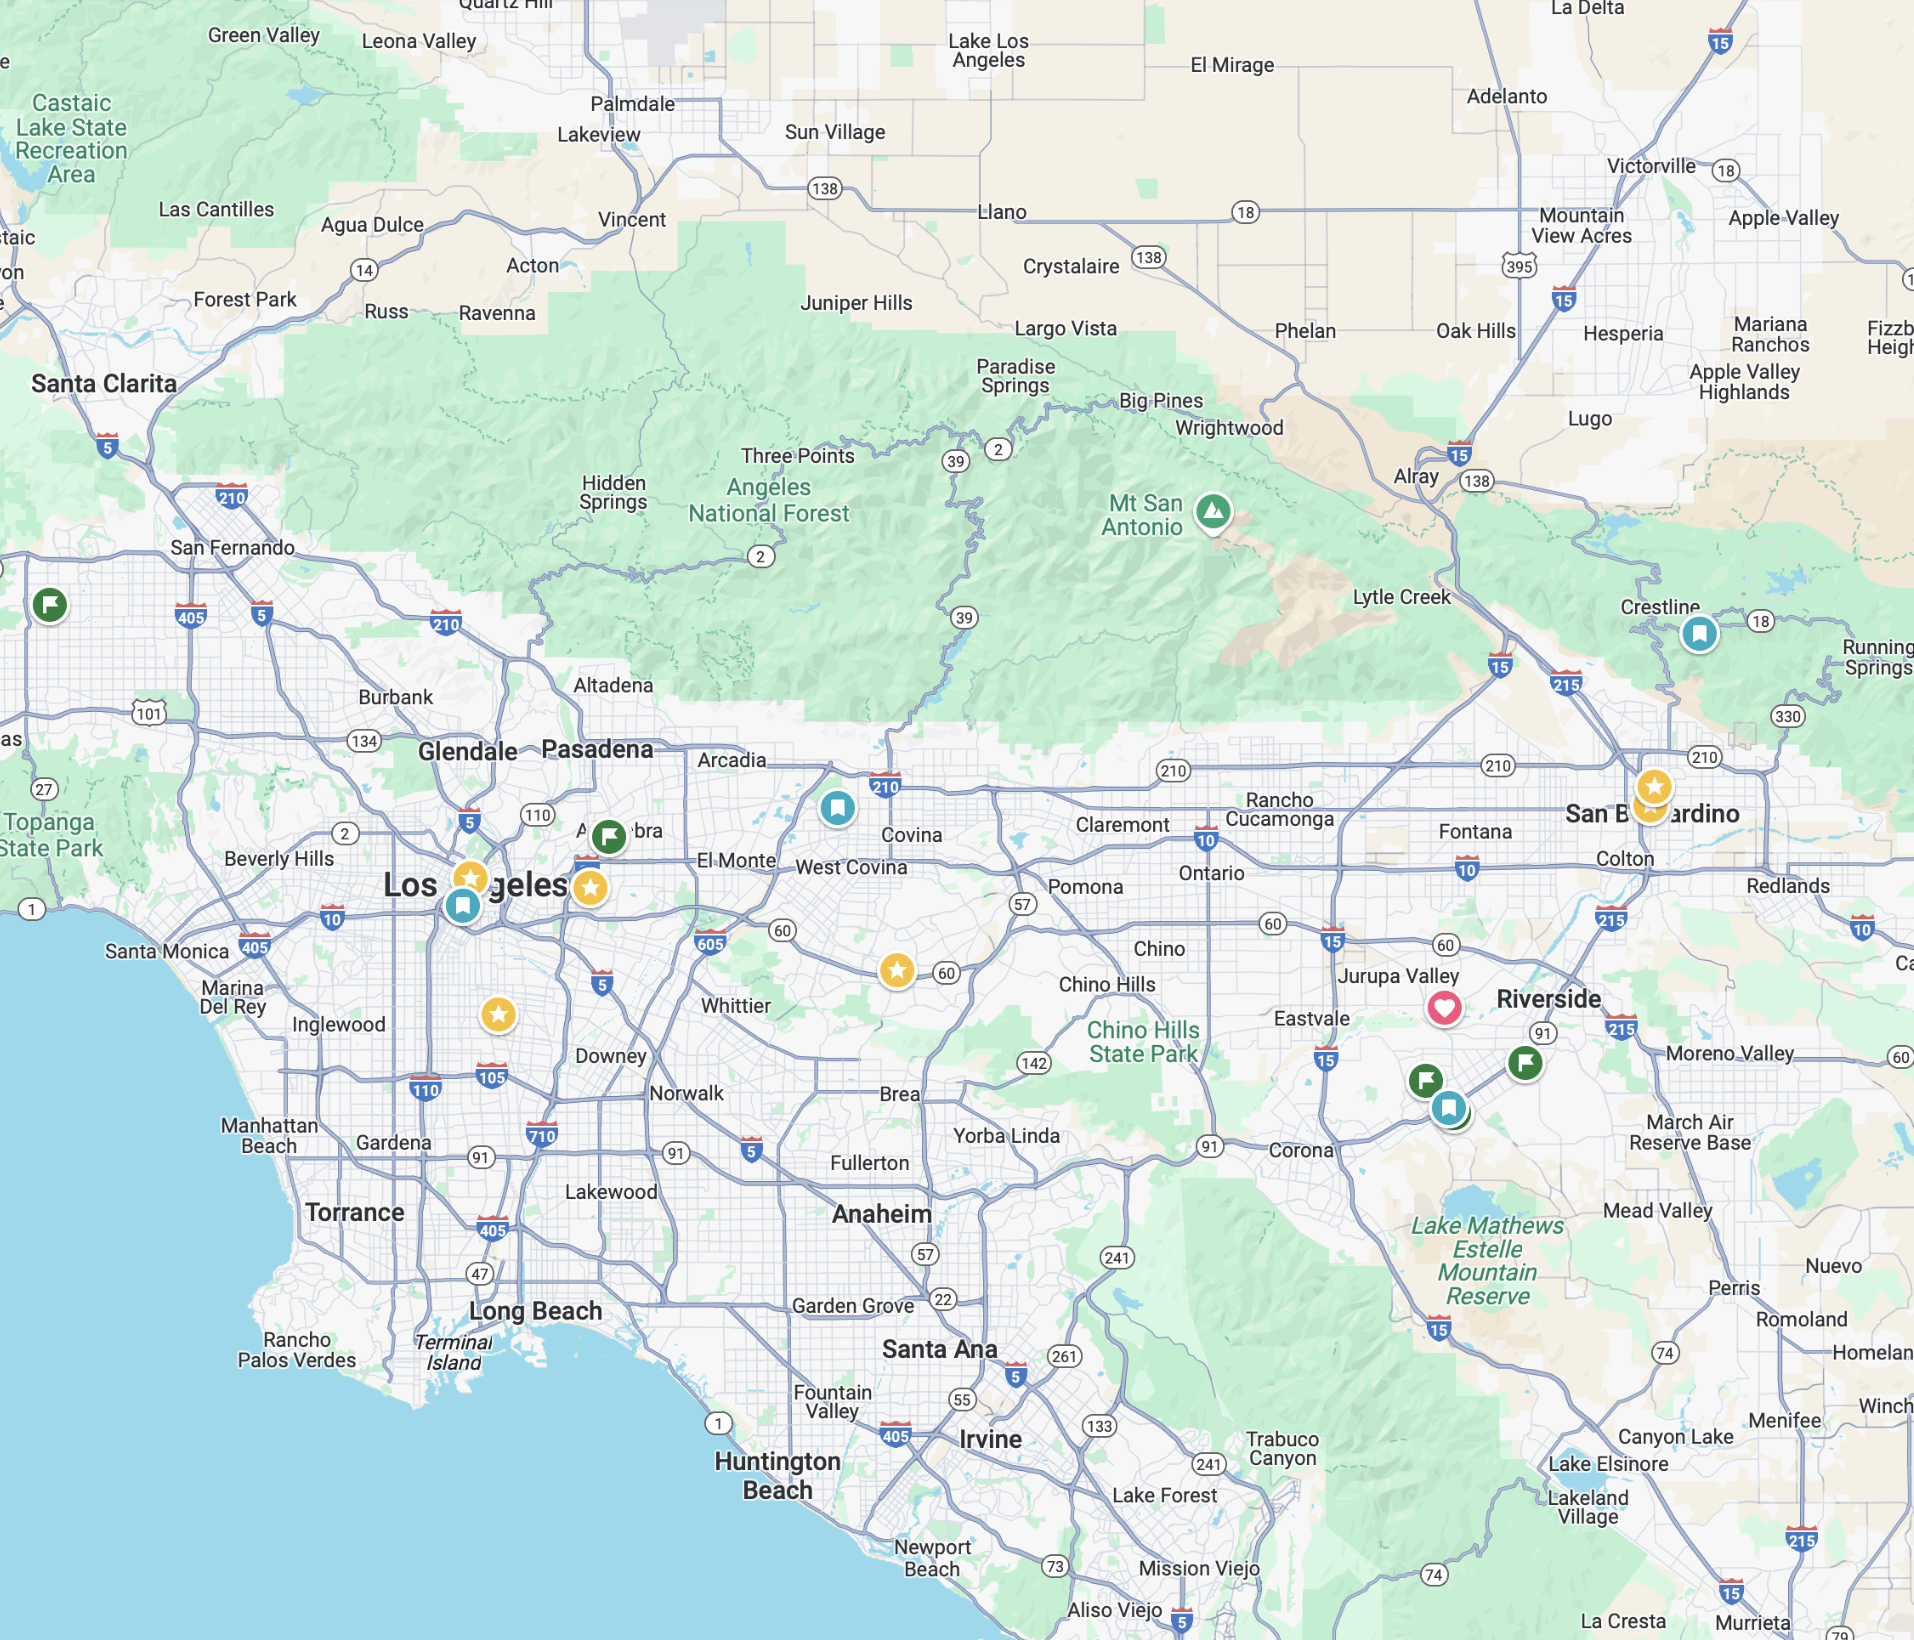 Quartz Hill
La Delta
Green Valley
Leona Valley
Lake Los
Angeles
El Mirage
15
Castaic
Lake State
Recreation
Area
Palmdale
Lakeview
Sun Village
Adelanto
Victorville
18
138
Las Cantilles
Agua Dulce
Vincent
Llano
18
Mountain
View Acres
Apple Valley
14
Acton
Crystalaire
138
395
15
Forest Park
Russ
Ravenna
Juniper Hills
Largo Vista
Phelan
Oak Hills
Hesperia
Mariana
Ranchos
Fizzb
Heigh
Santa Clarita
Paradise
Springs
Big Pines
Wrightwood
Apple Valley
Highlands
Lugo
5
Three Points
39
2
15
Alray
138
210
Hidden
Springs
Angeles
National Forest
Mt San
Antonio
San Fernando
2
405
5
210
39
Lytle Creek
Crestline
18
Running
Springs
15
215
Burbank
Altadena
101
134
330
as
Glendale
Pasadena
Arcadia
210
210
210
210
27
Topanga
State Park
5
110
2
Covina
Claremont
Rancho
Cucamonga
10
Fontana
San B
ardino
Beverly Hills
El Monte
West Covina
Ontario
10
Colton
Los
geles
Pomona
Redlands
1
10
405
57
60
60
15
60
215
10
Santa Monica
605
60
Chino
Marina
Del Rey
5
Whittier
Chino Hills
Jurupa Valley
Riverside
Inglewood
Eastvale
91
215
Chino Hills
State Park
Downey
142
15
Moreno Valley
60
110
105
Norwalk
Brea
Manhattan
Beach
Gardena
710
91
91
5
Yorba Linda
91
Corona
March Air
Reserve Base
Fullerton
Lakewood
Torrance
Anaheim
Mead Valley
405
57
241
Lake Mathews
Estelle
Mountain
Reserve
47
22
Nuevo
Long Beach
Garden Grove
Perris
Romoland
Rancho
Palos Verdes
Terminal
Island
Santa Ana
261
15
74
Homelan
5
Fountain
Valley
55
1
405
133
Winch
Menifee
Huntington
Beach
Irvine
Trabuco
Canyon
Canyon Lake
241
Lake Elsinore
Lake Forest
Lakeland
Village
215
Newport
Beach
73
Mission Viejo
74
15
Aliso Viejo
5
La Cresta
Murrieta
79